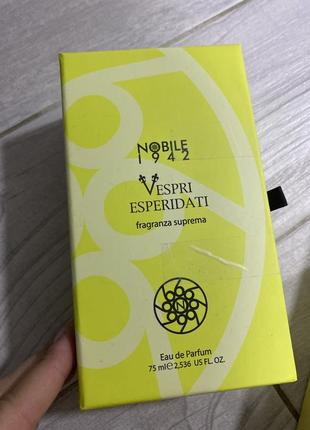 NOBILE
1942
VESPRI
ESPERIDATI
fragranza suprema
N
Eau de Parfum
75 ml℮2,536 US FL. OZ.